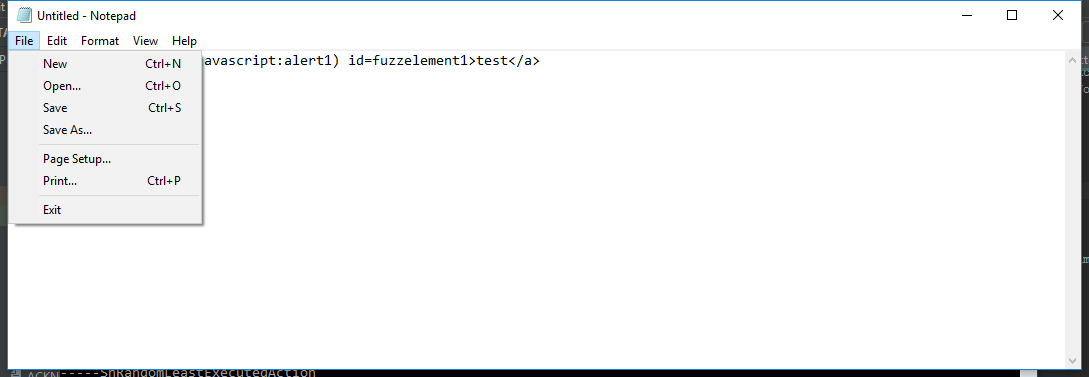 Untitled - Notepad
File Edit Format View Help
avascript:alert1) id=fuzzelement1>test</a>
New Ctrl+N
Open... Ctrl+O
Save Ctrl+S
Save As...
Page Setup...
Print... Ctrl+P
Exit
ACKN-----ShRandomLeastExecutedAction